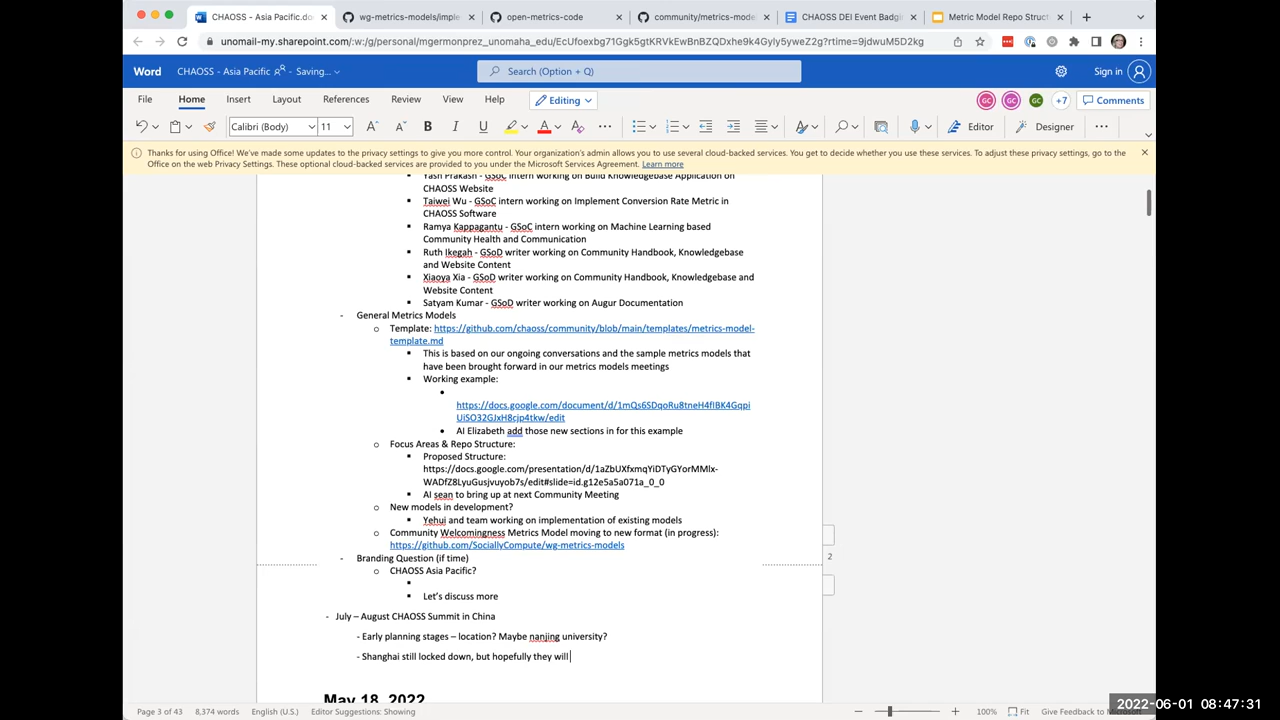 CHAOSS - Asia Pacific.do
wg-metrics-models/imple
open-metrics-code
community/metrics-mode
CHAOSS DEI Event Badgin
Metric Model Repo Struct
unomail-my.sharepoint.com/:w:/g/personal/mgermonprez_unomaha_edu/EcUfoexbg71Ggk5gtKRVkEwBnBZQDxhe9k4Gyly5yweZ2g?rtime=9jdwuM5D2kg
Word CHAOSS - Asia Pacific - Saving... Search (Option + Q) Sign in
File Home Insert Layout References Review View Help Editing GC GC GC +7 Comments
Calibri (Body) 11 Editor Designer
Thanks for using Office! We've made some updates to the privacy settings to give you more control. Your organization's admin allows you to use several cloud-backed services. You get to decide whether you use these services. To adjust these privacy settings, go to the
Office on the web Privacy Settings. These optional cloud-backed services are provided to you under the Microsoft Services Agreement. Learn more
Yash Prakash - GSoC intern working on Build Knowledgebase Application on
CHAOSS Website
Taiwei Wu - GSoC intern working on Implement Conversion Rate Metric in
CHAOSS Software
Ramya Kappagantu - GSoC intern working on Machine Learning based
Community Health and Communication
Ruth Ikegah - GSoD writer working on Community Handbook, Knowledgebase
and Website Content
Xiaoya Xia - GSoD writer working on Community Handbook, Knowledgebase and
Website Content
Satyam Kumar - GSoD writer working on Augur Documentation
- General Metrics Models
o Template: https://github.com/chaoss/community/blob/main/templates/metrics-model-
template.md
▪ This is based on our ongoing conversations and the sample metrics models that
have been brought forward in our metrics models meetings
▪ Working example:
•
https://docs.google.com/document/d/1mQs6SDqoRu8tneH4fIBK4Gqpi
UiSO32GJxH8cjp4tkw/edit
• AI Elizabeth add those new sections in for this example
o Focus Areas & Repo Structure:
▪ Proposed Structure:
https://docs.google.com/presentation/d/1aZbUXfxmqYiDTyGYorMMlx-
WADfZ8LyuGusjvuyob7s/edit#slide=id.g12e5a5a071a_0_0
▪ AI sean to bring up at next Community Meeting
o New models in development?
▪ Yehui and team working on implementation of existing models
o Community Welcomingness Metrics Model moving to new format (in progress):
https://github.com/SociallyCompute/wg-metrics-models
- Branding Question (if time)
2
o CHAOSS Asia Pacific?
▪ Let's discuss more
- July – August CHAOSS Summit in China
- Early planning stages – location? Maybe nanjing university?
- Shanghai still locked down, but hopefully they will
May 18, 2022
Page 3 of 43 8,374 words English (U.S.) Editor Suggestions: Showing 100% Fit Give Feedback to
2022-06-01 08:47:31